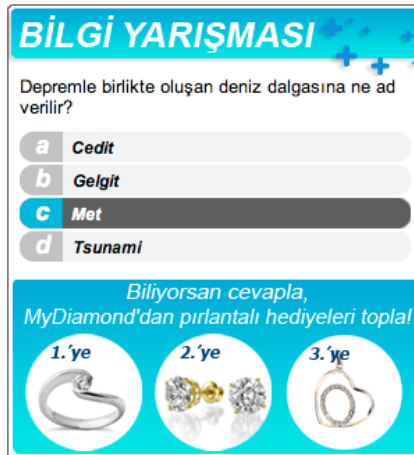 BİLGİ YARIŞMASI
Depremle birlikte oluşan deniz dalgasına ne ad
verilir?
a Cedit
b Gelgit
c Met
d Tsunami
Biliyorsan cevapla,
MyDiamond'dan pırlantalı hediyeleri topla!
1.'ye 2.'ye 3.'ye